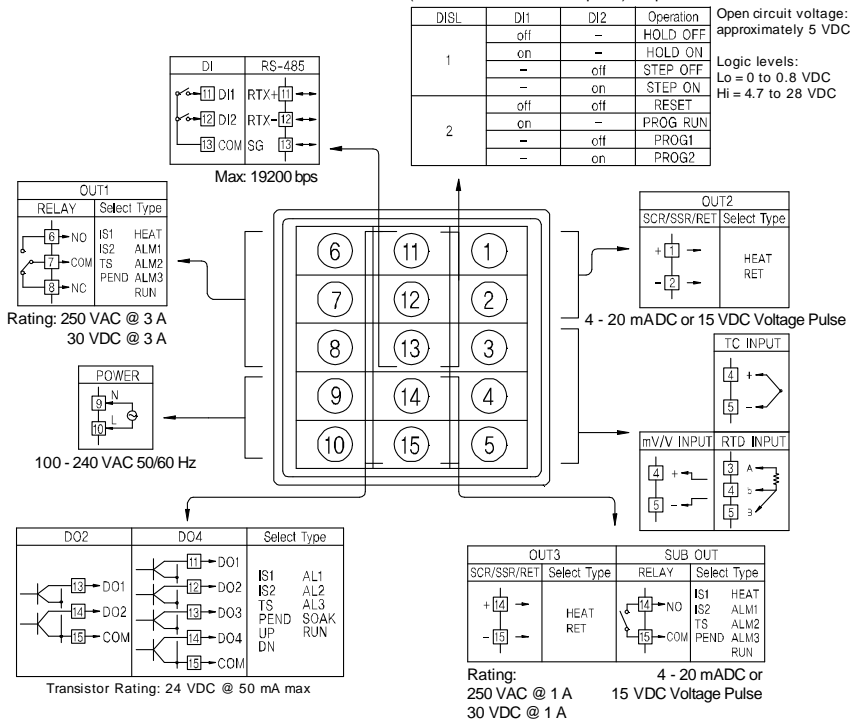 DISL DI1 DI2 Operation
1 off – HOLD OFF
on – HOLD ON
– off STEP OFF
– on STEP ON
2 off off RESET
on – PROG RUN
– off PROG1
– on PROG2
Open circuit voltage:
approximately 5 VDC
Logic levels:
Lo = 0 to 0.8 VDC
Hi = 4.7 to 28 VDC
DI RS-485
11 DI1 RTX+ 11
12 DI2 RTX- 12
13 COM SG 13
Max: 19200 bps
OUT1
RELAY Select Type
6 NO
7 COM
8 NC
IS1 HEAT
IS2 ALM1
TS ALM2
PEND ALM3
RUN
Rating: 250 VAC @ 3 A
30 VDC @ 3 A
POWER
9 N
10 L
100 - 240 VAC 50/60 Hz
6 11 1
7 12 2
8 13 3
9 14 4
10 15 5
OUT2
SCR/SSR/RET Select Type
+ 1
- 2
HEAT
RET
4 - 20 mADC or 15 VDC Voltage Pulse
TC INPUT
4 +
5 -
mV/V INPUT RTD INPUT
4 +
5 -
3 A
4 b
5 B
DO2 DO4 Select Type
13 DO1
14 DO2
15 COM
11 DO1
12 DO2
13 DO3
14 DO4
15 COM
IS1 AL1
IS2 AL2
TS AL3
PEND SOAK
UP RUN
DN
Transistor Rating: 24 VDC @ 50 mA max
OUT3 SUB OUT
SCR/SSR/RET Select Type RELAY Select Type
+ 14
- 15
HEAT
RET
14 NO
15 COM
IS1 HEAT
IS2 ALM1
TS ALM2
PEND ALM3
RUN
Rating:
250 VAC @ 1 A
30 VDC @ 1 A
4 - 20 mADC or
15 VDC Voltage Pulse